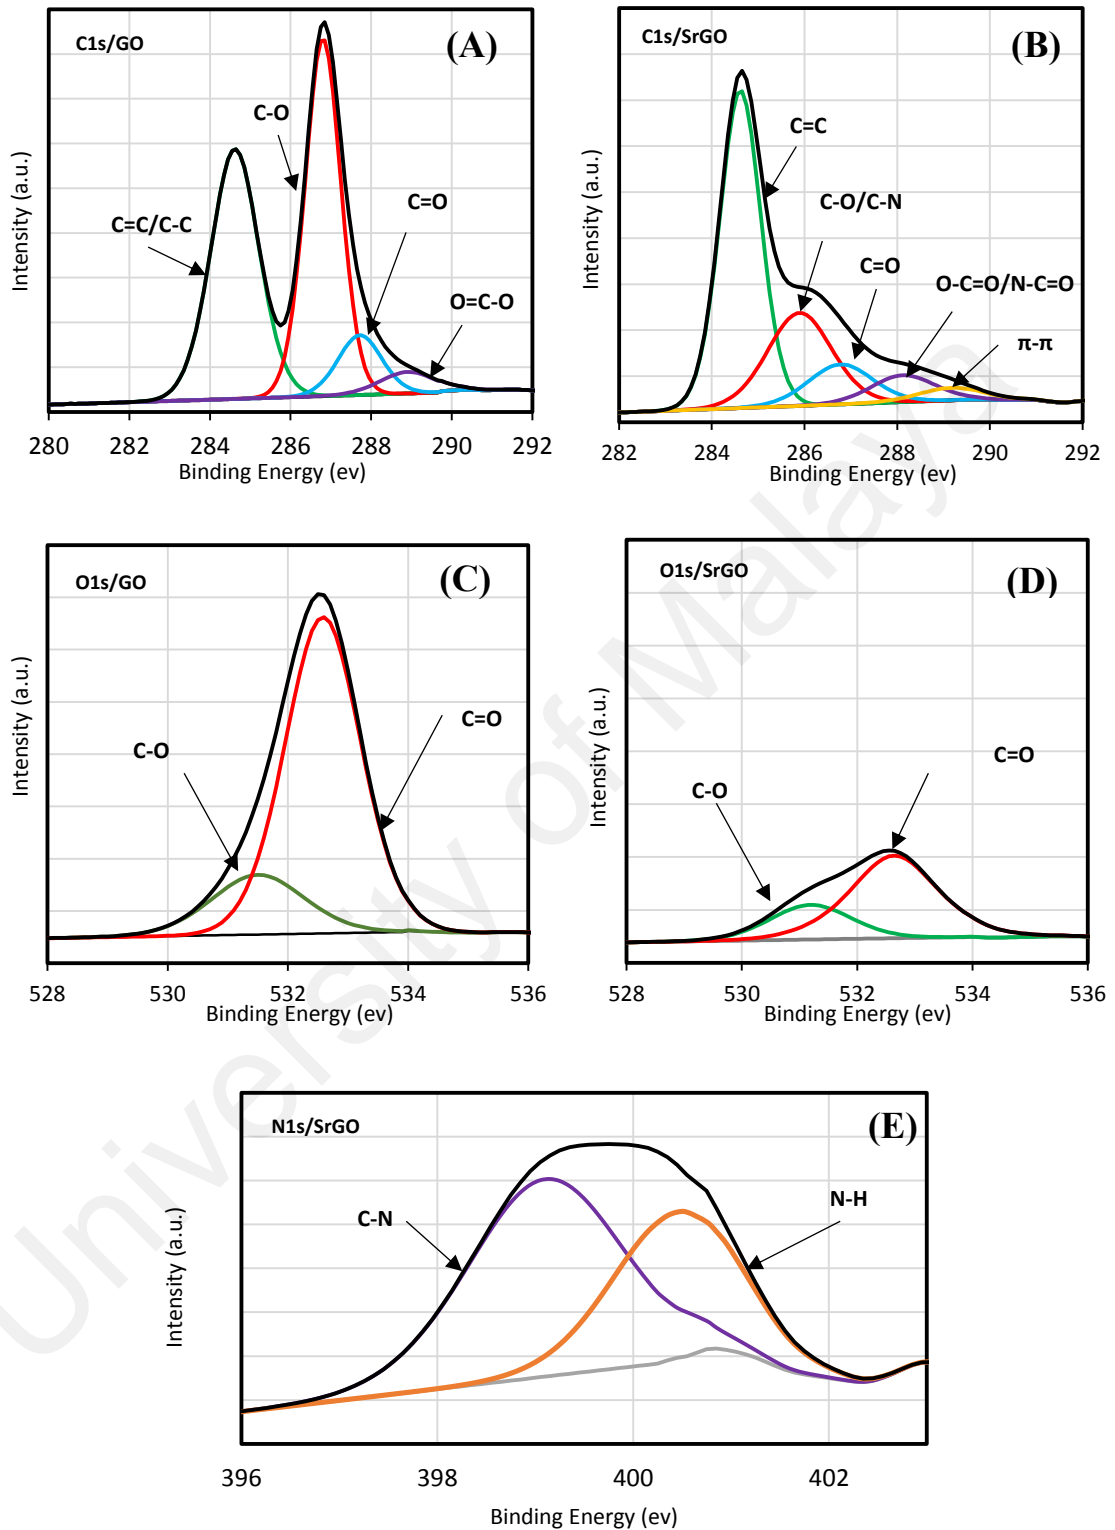 C1s/GO
(A)
C-O
C=O
C=C/C-C
O=C-O
Intensity (a.u.)
280 282 284 286 288 290 292
Binding Energy (ev)
C1s/SrGO
(B)
C=C
C-O/C-N
C=O
O-C=O/N-C=O
π-π
Intensity (a.u.)
282 284 286 288 290 292
Binding Energy (ev)
O1s/GO
(C)
C=O
C-O
Intensity (a.u.)
528 530 532 534 536
Binding Energy (ev)
O1s/SrGO
(D)
C=O
C-O
Intensity (a.u.)
528 530 532 534 536
Binding Energy (ev)
N1s/SrGO
(E)
N-H
C-N
Intensity (a.u.)
396 398 400 402
Binding Energy (ev)
University of Malaya